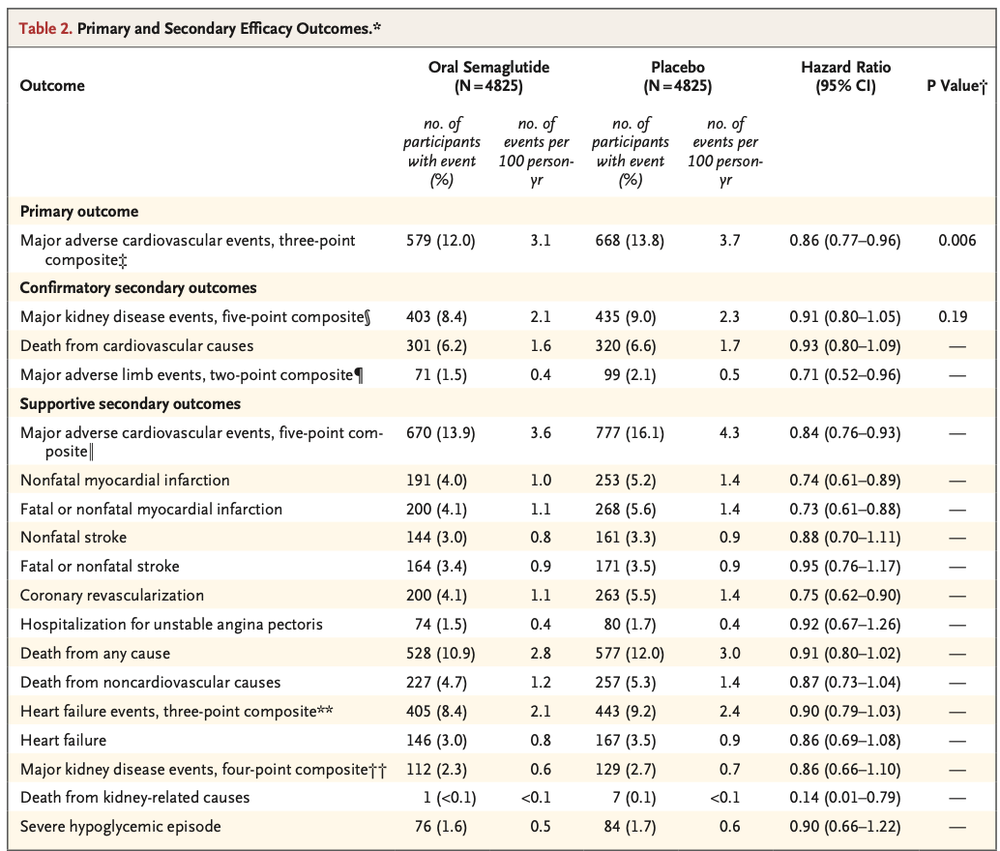 Table 2. Primary and Secondary Efficacy Outcomes.*
Outcome
Oral Semaglutide
(N=4825)
Placebo
(N=4825)
Hazard Ratio
(95% CI)
P Value†
no. of
participants
with event
(%)
no. of
events per
100 person-
yr
no. of
participants
with event
(%)
no. of
events per
100 person-
yr
Primary outcome
Major adverse cardiovascular events, three-point
composite‡ 579 (12.0) 3.1 668 (13.8) 3.7 0.86 (0.77–0.96) 0.006
Confirmatory secondary outcomes
Major kidney disease events, five-point composite§ 403 (8.4) 2.1 435 (9.0) 2.3 0.91 (0.80–1.05) 0.19
Death from cardiovascular causes 301 (6.2) 1.6 320 (6.6) 1.7 0.93 (0.80–1.09) —
Major adverse limb events, two-point composite¶ 71 (1.5) 0.4 99 (2.1) 0.5 0.71 (0.52–0.96) —
Supportive secondary outcomes
Major adverse cardiovascular events, five-point com-
posite‖ 670 (13.9) 3.6 777 (16.1) 4.3 0.84 (0.76–0.93) —
Nonfatal myocardial infarction 191 (4.0) 1.0 253 (5.2) 1.4 0.74 (0.61–0.89) —
Fatal or nonfatal myocardial infarction 200 (4.1) 1.1 268 (5.6) 1.4 0.73 (0.61–0.88) —
Nonfatal stroke 144 (3.0) 0.8 161 (3.3) 0.9 0.88 (0.70–1.11) —
Fatal or nonfatal stroke 164 (3.4) 0.9 171 (3.5) 0.9 0.95 (0.76–1.17) —
Coronary revascularization 200 (4.1) 1.1 263 (5.5) 1.4 0.75 (0.62–0.90) —
Hospitalization for unstable angina pectoris 74 (1.5) 0.4 80 (1.7) 0.4 0.92 (0.67–1.26) —
Death from any cause 528 (10.9) 2.8 577 (12.0) 3.0 0.91 (0.80–1.02) —
Death from noncardiovascular causes 227 (4.7) 1.2 257 (5.3) 1.4 0.87 (0.73–1.04) —
Heart failure events, three-point composite** 405 (8.4) 2.1 443 (9.2) 2.4 0.90 (0.79–1.03) —
Heart failure 146 (3.0) 0.8 167 (3.5) 0.9 0.86 (0.69–1.08) —
Major kidney disease events, four-point composite†† 112 (2.3) 0.6 129 (2.7) 0.7 0.86 (0.66–1.10) —
Death from kidney-related causes 1 (<0.1) <0.1 7 (0.1) <0.1 0.14 (0.01–0.79) —
Severe hypoglycemic episode 76 (1.6) 0.5 84 (1.7) 0.6 0.90 (0.66–1.22) —